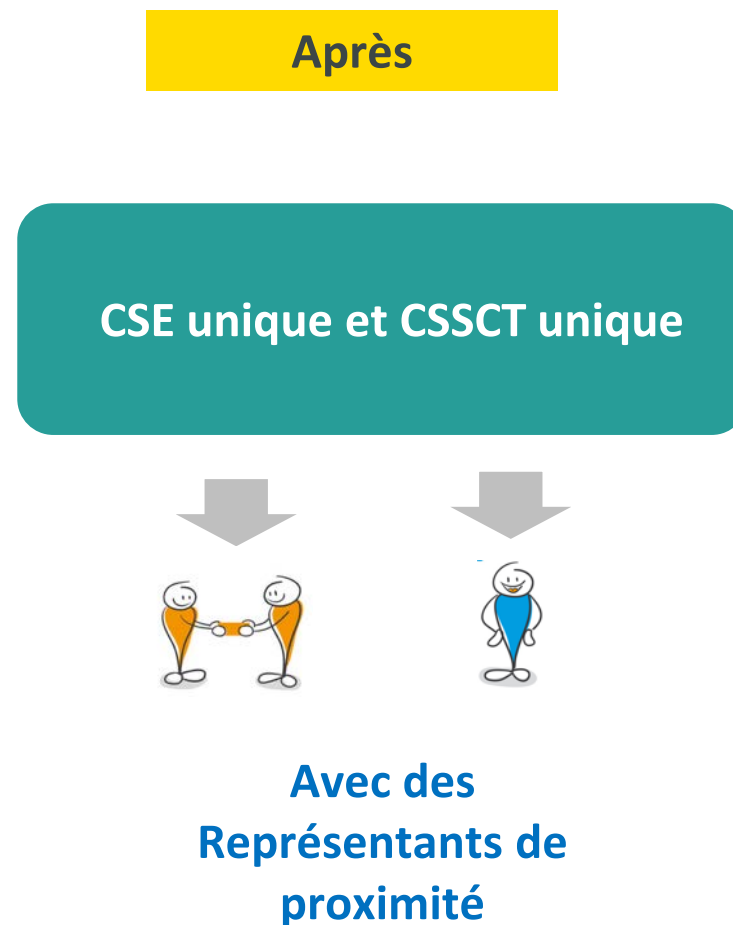 Après
CSE unique et CSSCT unique
Avec des
Représentants de
proximité